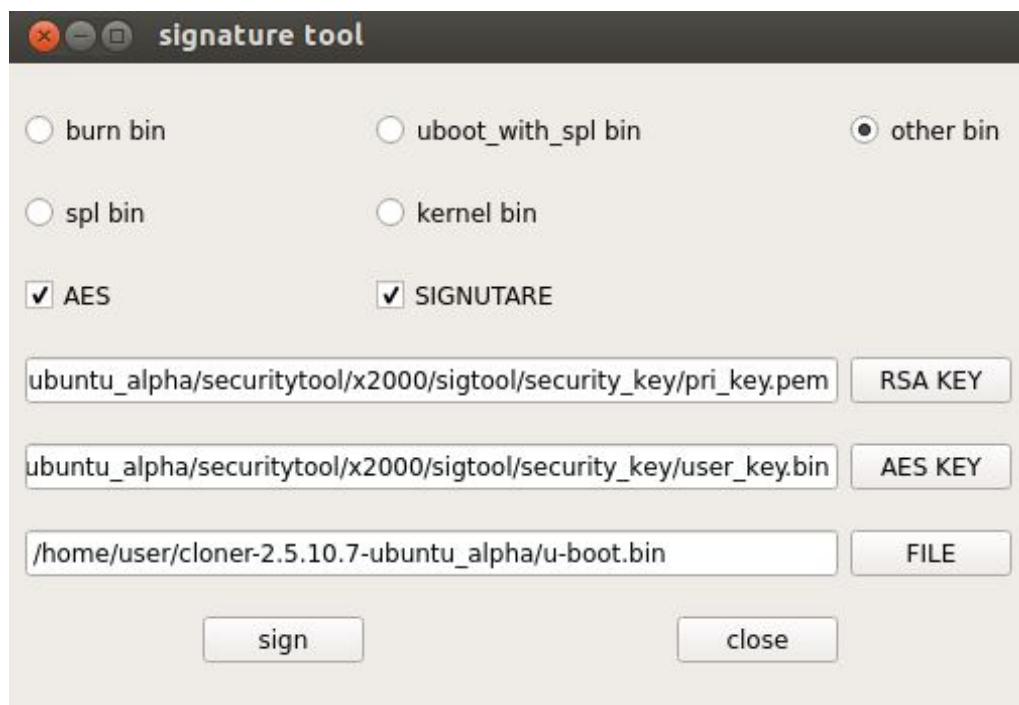 signature tool
burn bin uboot_with_spl bin other bin
spl bin kernel bin
AES SIGNUTARE
ubuntu_alpha/securitytool/x2000/sigtool/security_key/pri_key.pem RSA KEY
ubuntu_alpha/securitytool/x2000/sigtool/security_key/user_key.bin AES KEY
/home/user/cloner-2.5.10.7-ubuntu_alpha/u-boot.bin FILE
sign close